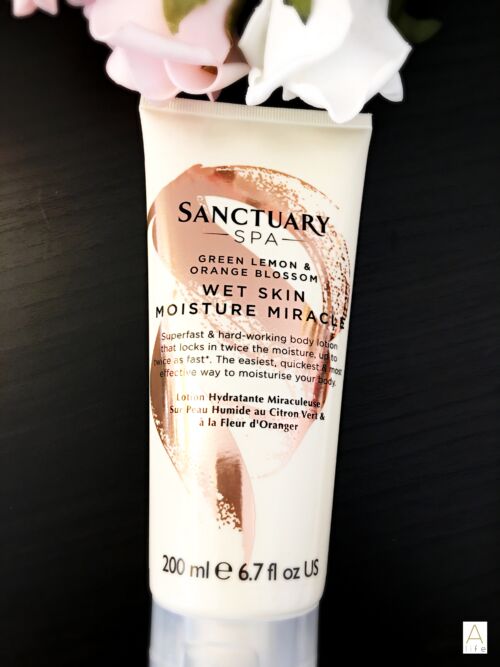 SANCTUARY
SPA
GREEN LEMON &
ORANGE BLOSSOM
WET SKIN
MOISTURE MIRACLE
Superfast & hard-working body lotion
that locks in twice the moisture, up to
twice as fast*. The easiest, quickest & most
effective way to moisturise your body.
Lotion Hydratante Miraculeuse
Sur Peau Humide au Citron Vert &
à la Fleur d'Oranger
200 ml e 6.7 fl oz US
A
life